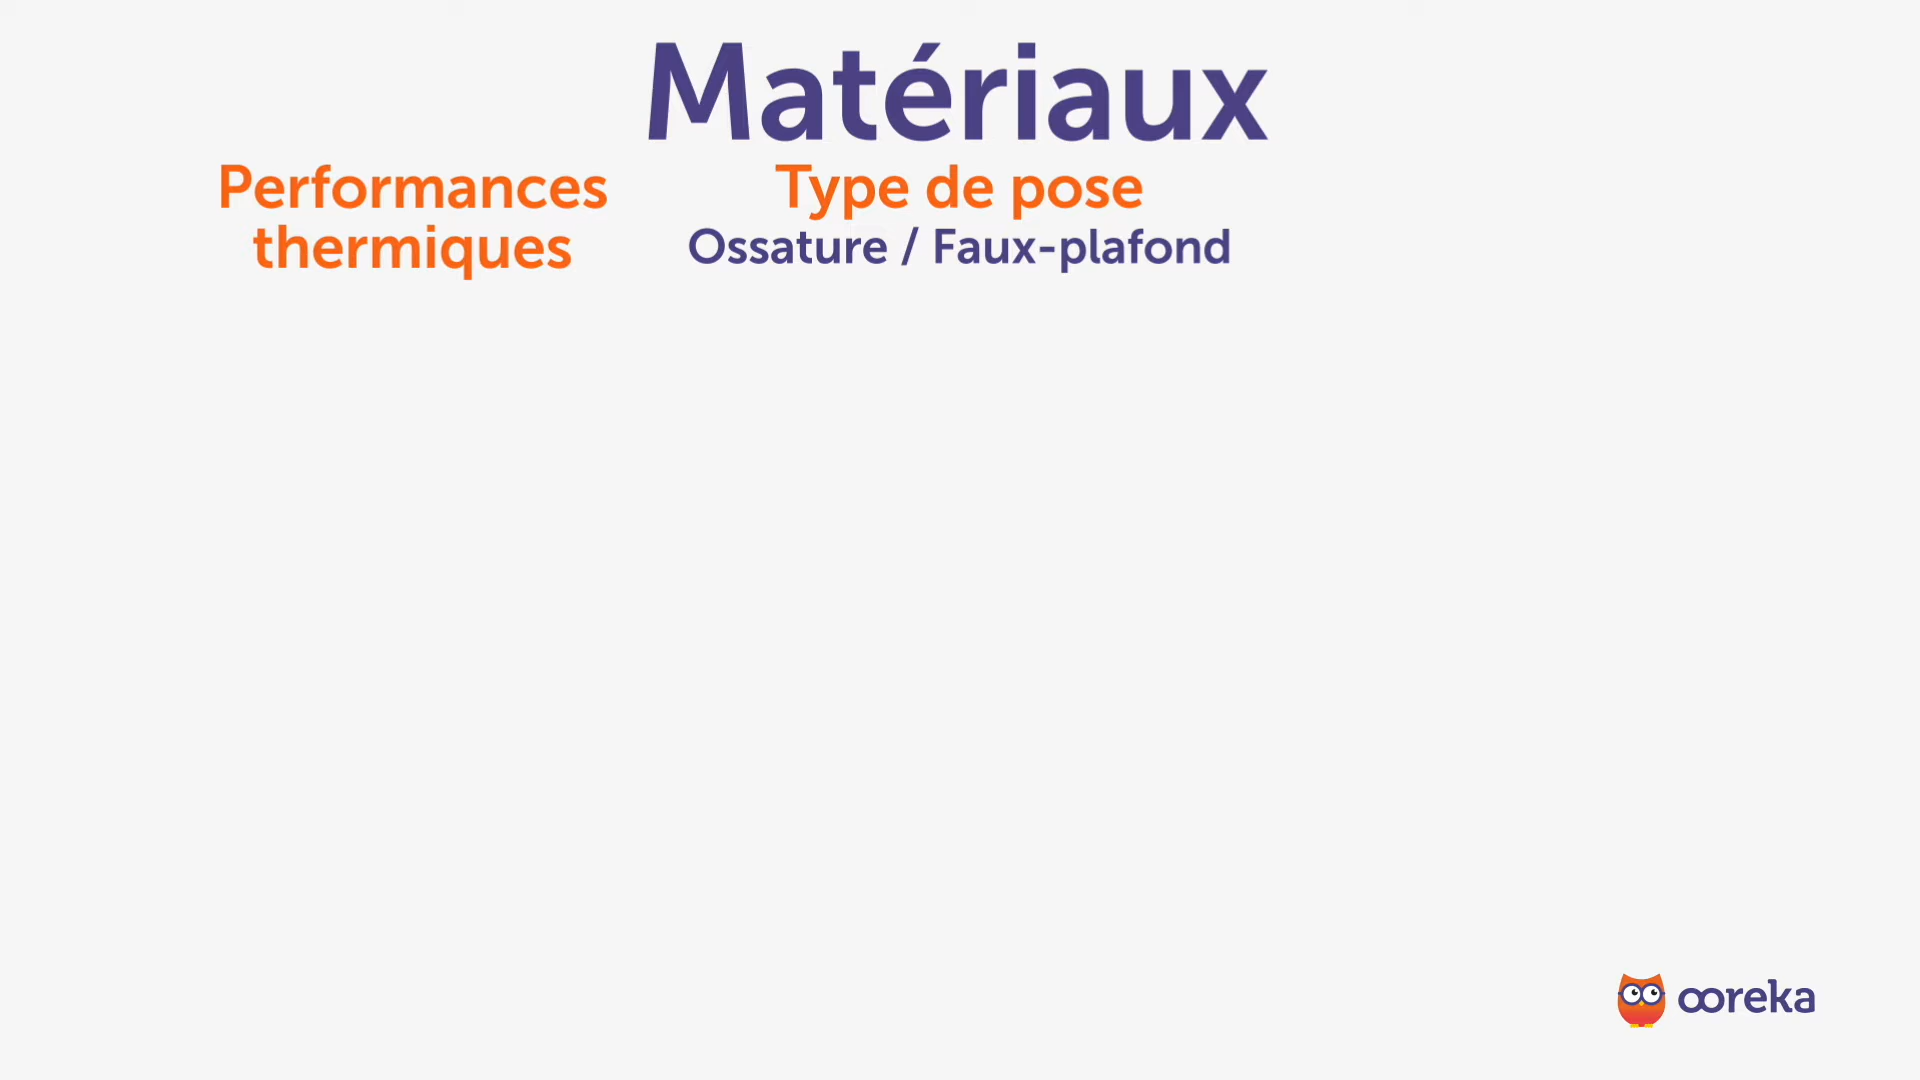 Matériaux
Performances
thermiques
Type de pose
Ossature / Faux-plafond
ooreka